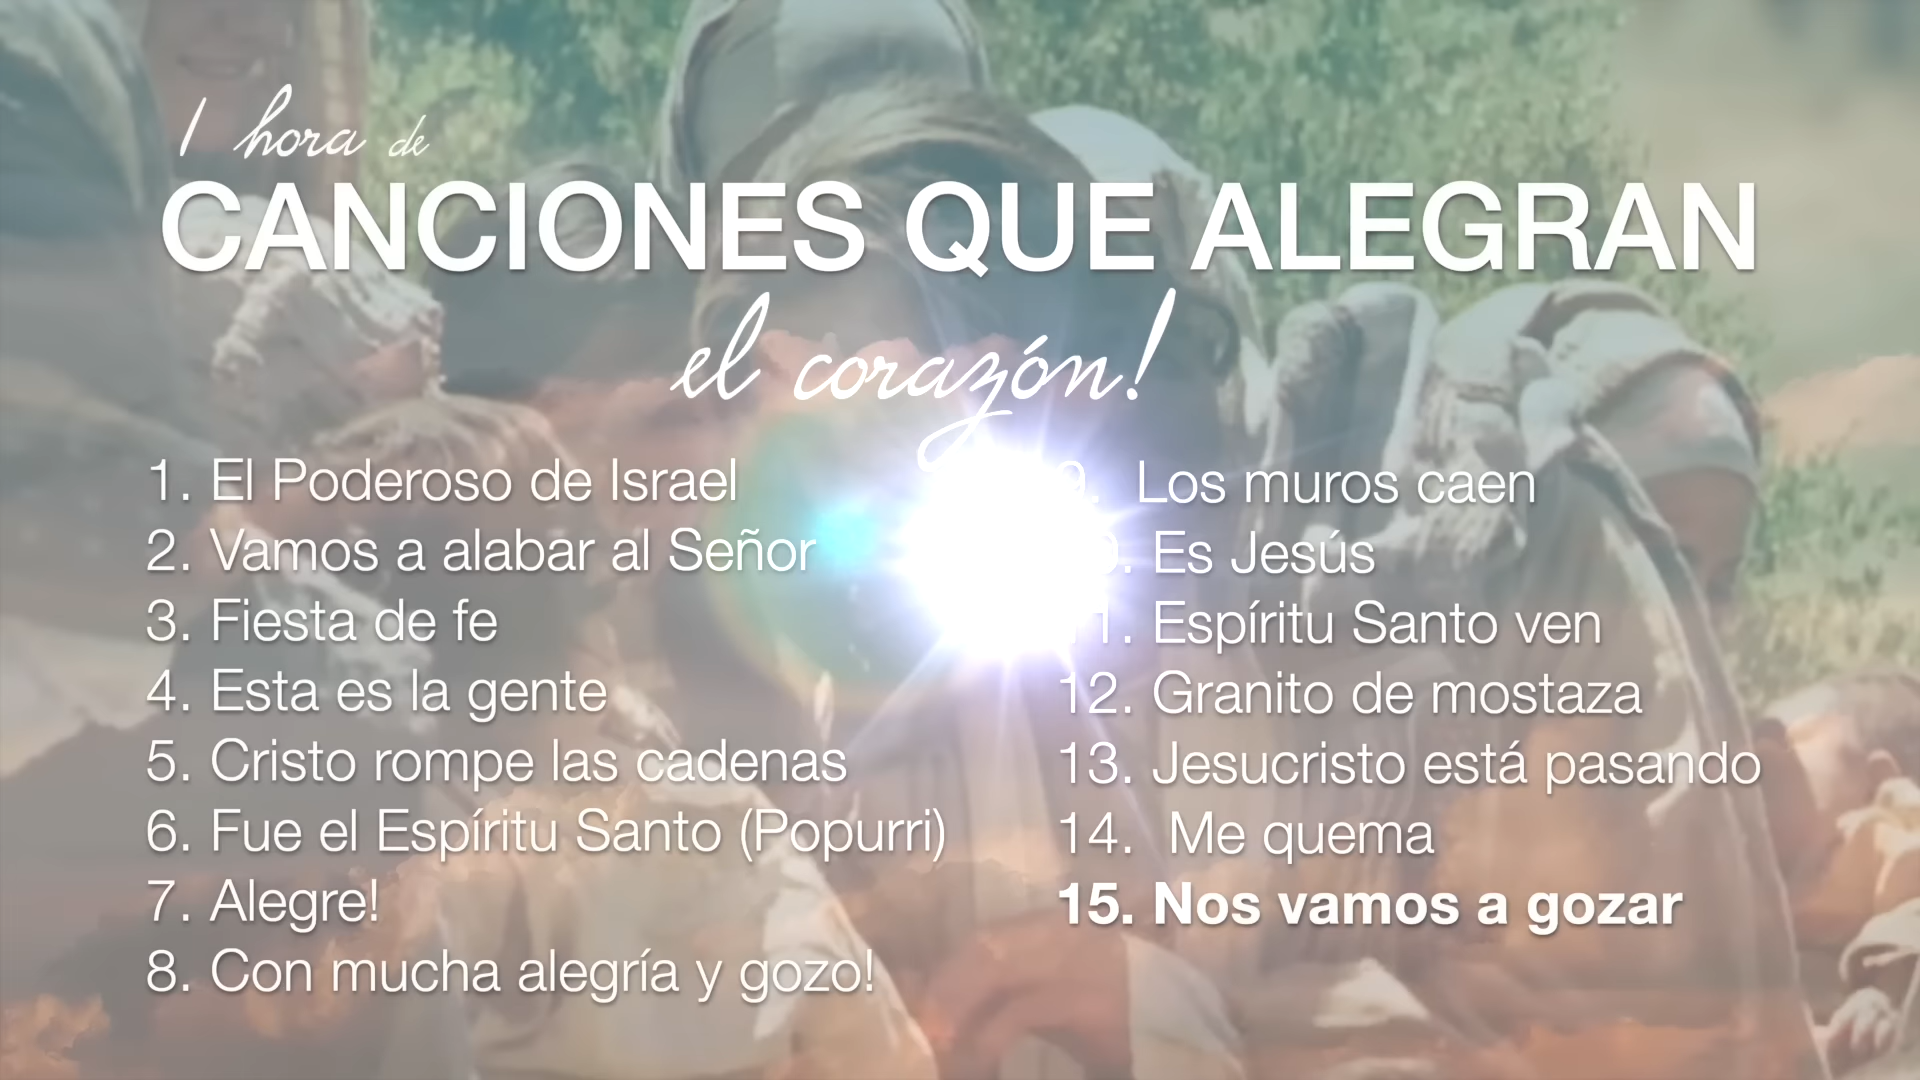 1 hora de
CANCIONES QUE ALEGRAN
el corazón!
1. El Poderoso de Israel
2. Vamos a alabar al Señor
3. Fiesta de fe
4. Esta es la gente
5. Cristo rompe las cadenas
6. Fue el Espíritu Santo (Popurri)
7. Alegre!
8. Con mucha alegría y gozo!
9. Los muros caen
Es Jesús
11. Espíritu Santo ven
12. Granito de mostaza
13. Jesucristo está pasando
14. Me quema
15. Nos vamos a gozar